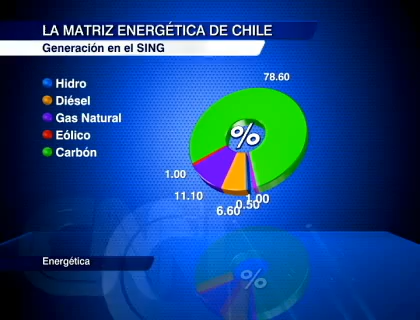 LA MATRIZ ENERGÉTICA DE CHILE
Generación en el SING
78.60
Hidro
Diésel
Gas Natural
Eólico
Carbón
%
1.00
11.10
6.60
0.50
1.00
Energética
%